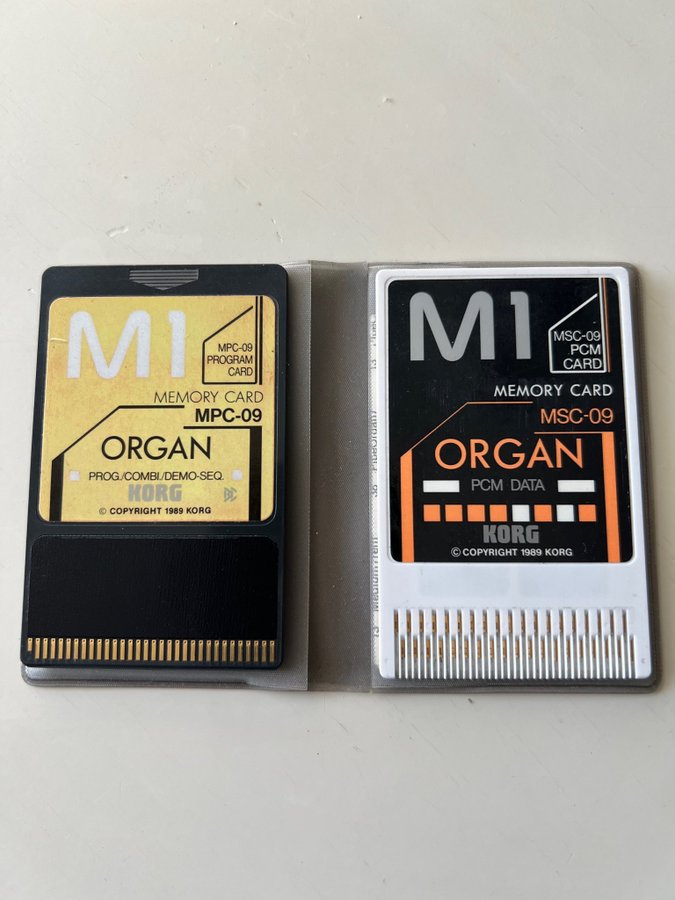 M1
MPC-09
PROGRAM
CARD
MEMORY CARD
MPC-09
ORGAN
PROG./COMBI/DEMO-SEQ.
KORG
© COPYRIGHT 1989 KORG
M1
MSC-09
PCM
CARD
MEMORY CARD
MSC-09
ORGAN
PCM DATA
KORG
© COPYRIGHT 1989 KORG